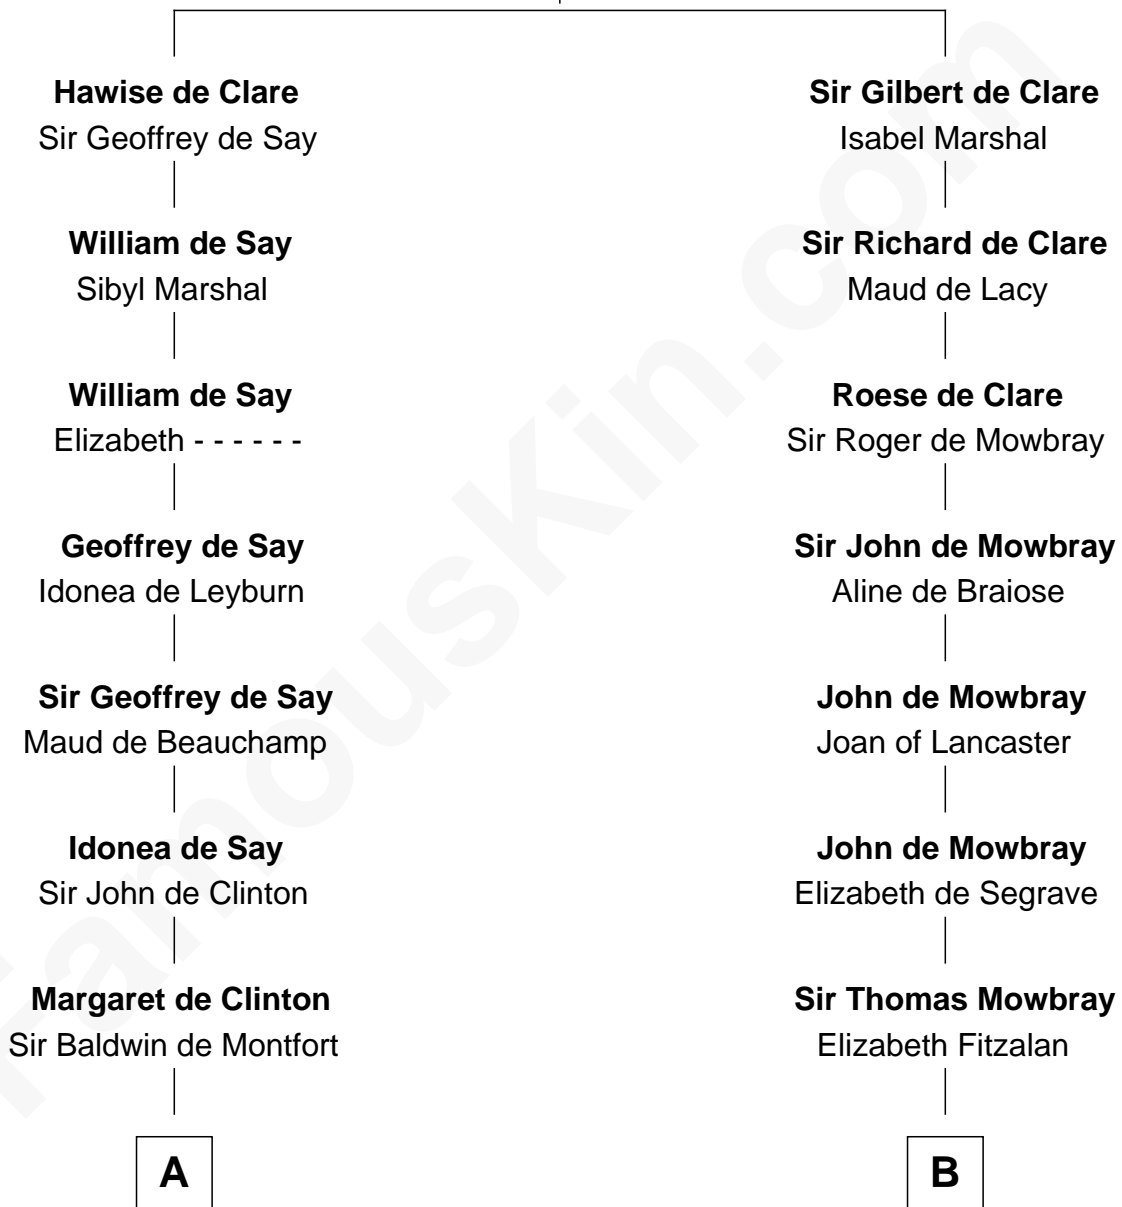 Hawise de Clare
Sir Geoffrey de Say
William de Say
Sibyl Marshal
William de Say
Elizabeth - - - - - -
Geoffrey de Say
Idonea de Leyburn
Sir Geoffrey de Say
Maud de Beauchamp
Idonea de Say
Sir John de Clinton
Margaret de Clinton
Sir Baldwin de Montfort
A
Sir Gilbert de Clare
Isabel Marshal
Sir Richard de Clare
Maud de Lacy
Roese de Clare
Sir Roger de Mowbray
Sir John de Mowbray
Aline de Braiose
John de Mowbray
Joan of Lancaster
John de Mowbray
Elizabeth de Segrave
Sir Thomas Mowbray
Elizabeth Fitzalan
B
FamousKin.com